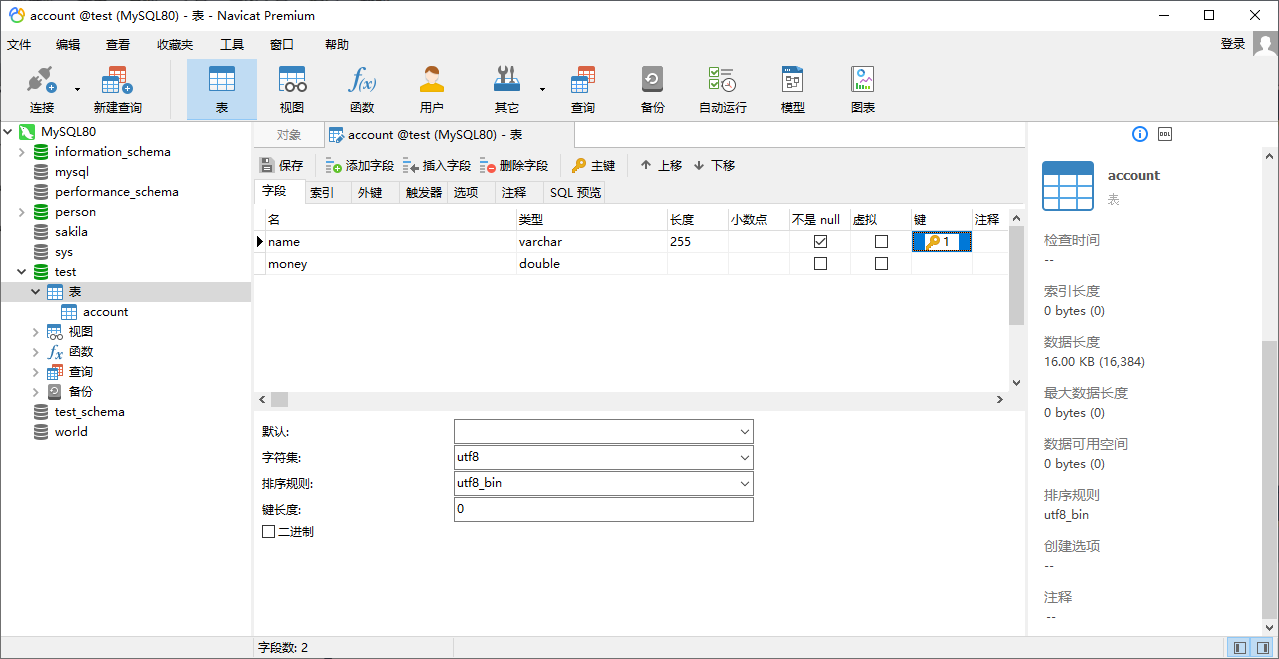 account @test (MySQL80) - 表 - Navicat Premium
文件 编辑 查看 收藏夹 工具 窗口 帮助 登录
连接 新建查询 表 视图 函数 用户 其它 查询 备份 自动运行 模型 图表
MySQL80
information_schema
mysql
performance_schema
person
sakila
sys
test
表
account
视图
函数
查询
备份
test_schema
world
对象 account @test (MySQL80) - 表
保存 添加字段 插入字段 删除字段 主键 上移 下移
字段 索引 外键 触发器 选项 注释 SQL 预览
名 类型 长度 小数点 不是 null 虚拟 键 注释
name varchar 255 1
money double
默认:
字符集: utf8
排序规则: utf8_bin
键长度: 0
二进制
DDL
account
表
检查时间
--
索引长度
0 bytes (0)
数据长度
16.00 KB (16,384)
最大数据长度
0 bytes (0)
数据可用空间
0 bytes (0)
排序规则
utf8_bin
创建选项
--
注释
--
字段数: 2